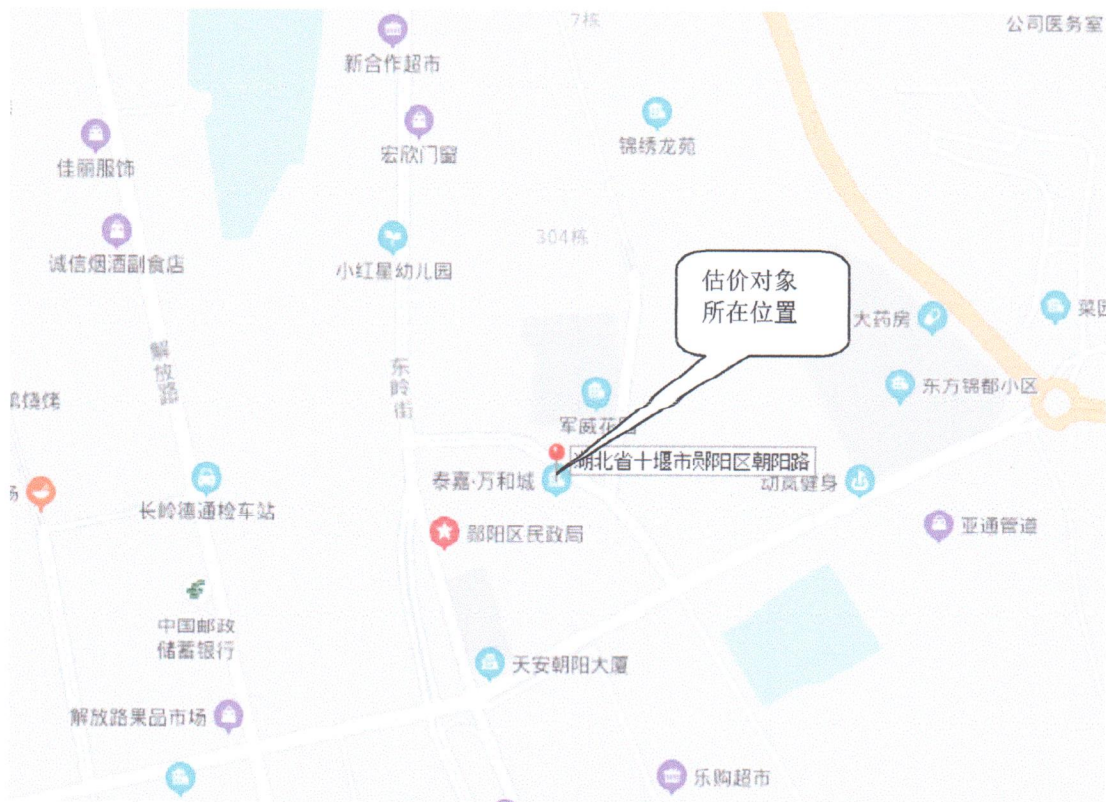 7栋
公司医务室
新合作超市
锦绣龙苑
宏欣门窗
佳丽服饰
304栋
诚信烟酒副食店
小红星幼儿园
估价对象
所在位置
大药房
菜园
解放路
东岭街
东方锦都小区
烧烤
军威花园
湖北省十堰市郧阳区朝阳路
泰嘉·万和城
动岚健身
场
长岭德通检车站
郧阳区民政局
亚通管道
中国邮政
储蓄银行
天安朝阳大厦
解放路果品市场
乐购超市